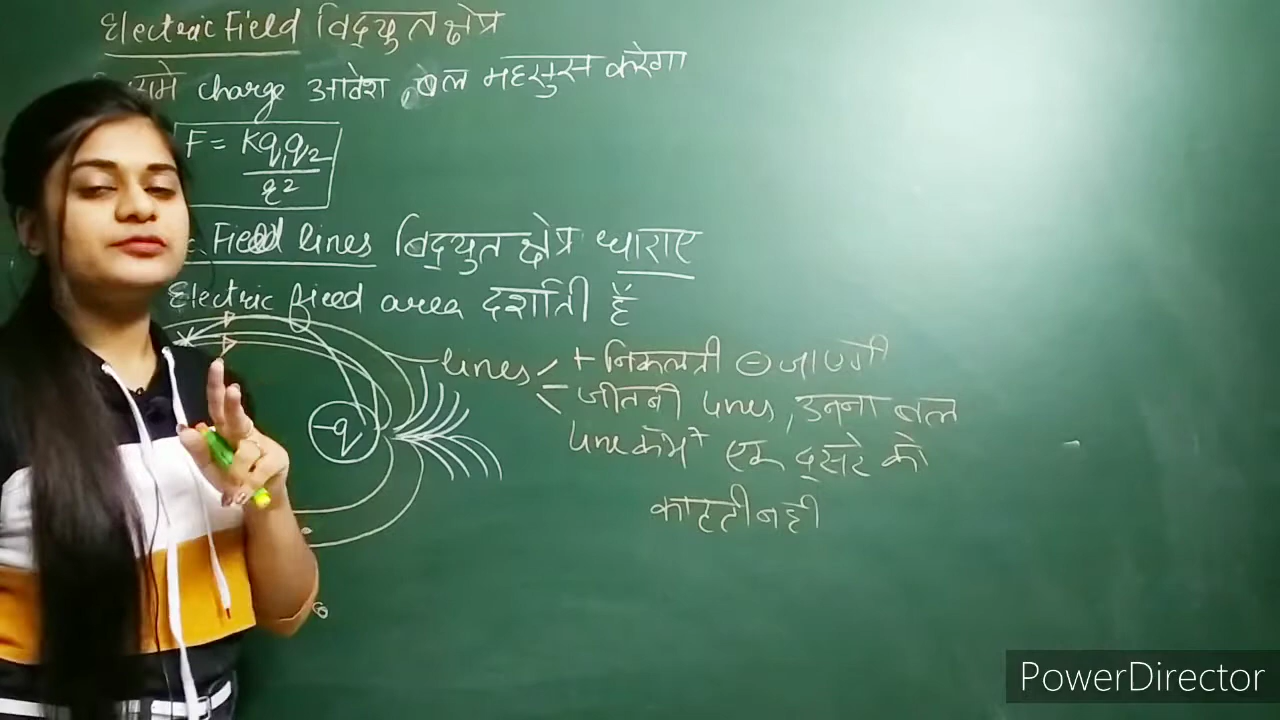 Electric Field विद्युत क्षेत्र
charge आवेश बल महसुस करेगा
F = Kq1q2
r2
Field lines विद्युत क्षेत्र धाराए
Electric field area दर्शाती हैं
lines + निकलती ⊖ जाएगी
जीतनी lines, उतना बल
line कभी एक दुसरे को
काटती नही
-q
PowerDirector